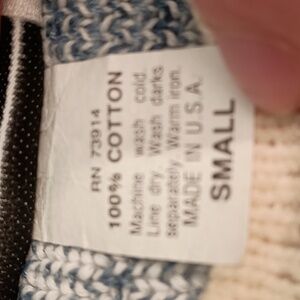 RN 73914
100% COTTON
Machine wash cold.
Line dry. Wash darks
separately. Warm iron.
MADE IN U.S.A.
SMALL